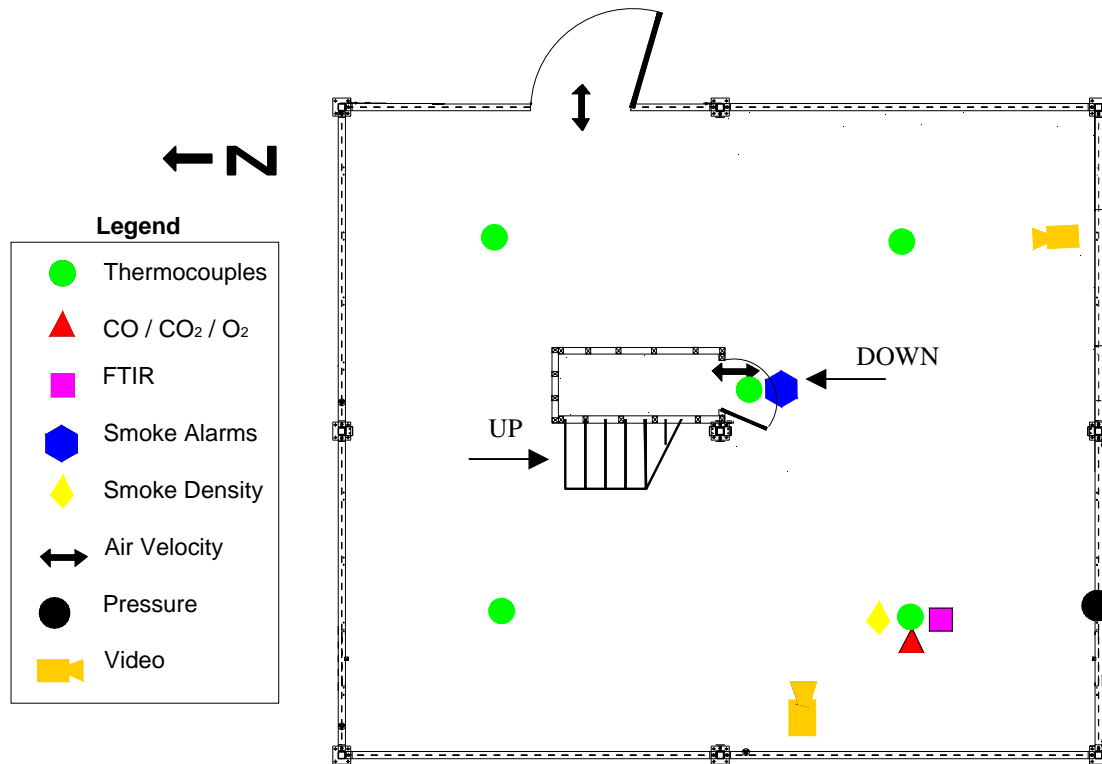 N
Legend
Thermocouples
CO / CO₂ / O₂
FTIR
Smoke Alarms
Smoke Density
Air Velocity
Pressure
Video
DOWN
UP